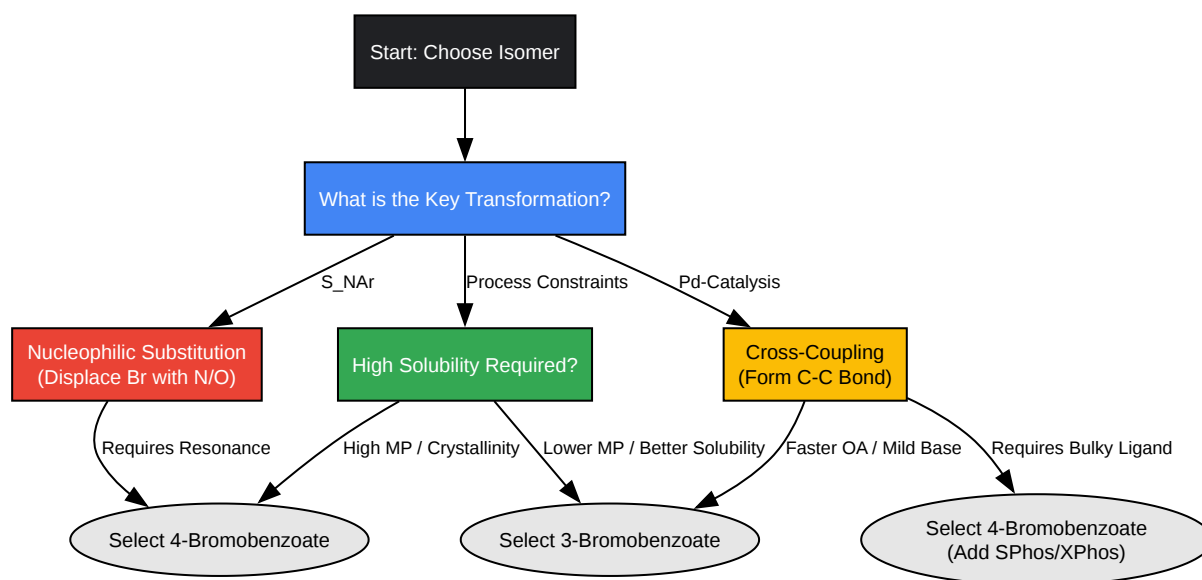 Start: Choose Isomer
What is the Key Transformation?
S_NAr
Process Constraints
Pd-Catalysis
Nucleophilic Substitution
(Displace Br with N/O)
High Solubility Required?
Cross-Coupling
(Form C-C Bond)
Requires Resonance
High MP / Crystallinity
Lower MP / Better Solubility
Faster OA / Mild Base
Requires Bulky Ligand
Select 4-Bromobenzoate
Select 3-Bromobenzoate
Select 4-Bromobenzoate
(Add SPhos/XPhos)